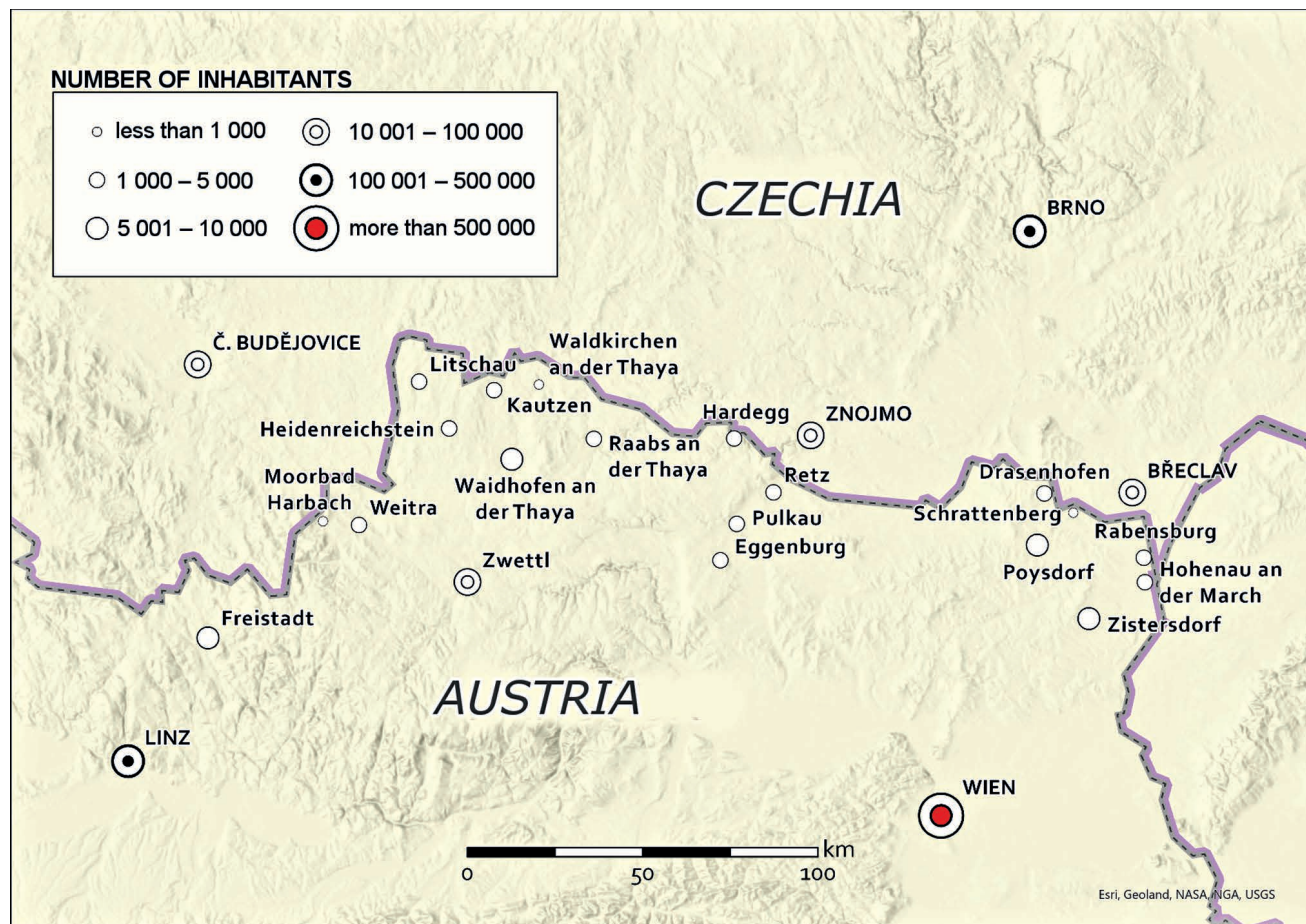 NUMBER OF INHABITANTS
less than 1 000
10 001 – 100 000
1 000 – 5 000
100 001 – 500 000
5 001 – 10 000
more than 500 000
CZECHIA
BRNO
Č. BUDĚJOVICE
Waldkirchen
an der Thaya
Litschau
Kautzen
Hardegg
ZNOJMO
Heidenreichstein
Raabs an
der Thaya
Moorbad
Harbach
Weitra
Waidhofen an
der Thaya
Retz
Drasenhofen
BŘECLAV
Pulkau
Schrattenberg
Rabensburg
Eggenburg
Zwettl
Poysdorf
Hohenau an
der March
Freistadt
Zistersdorf
AUSTRIA
LINZ
WIEN
km
0
50
100
Esri, Geoland, NASA, NGA, USGS